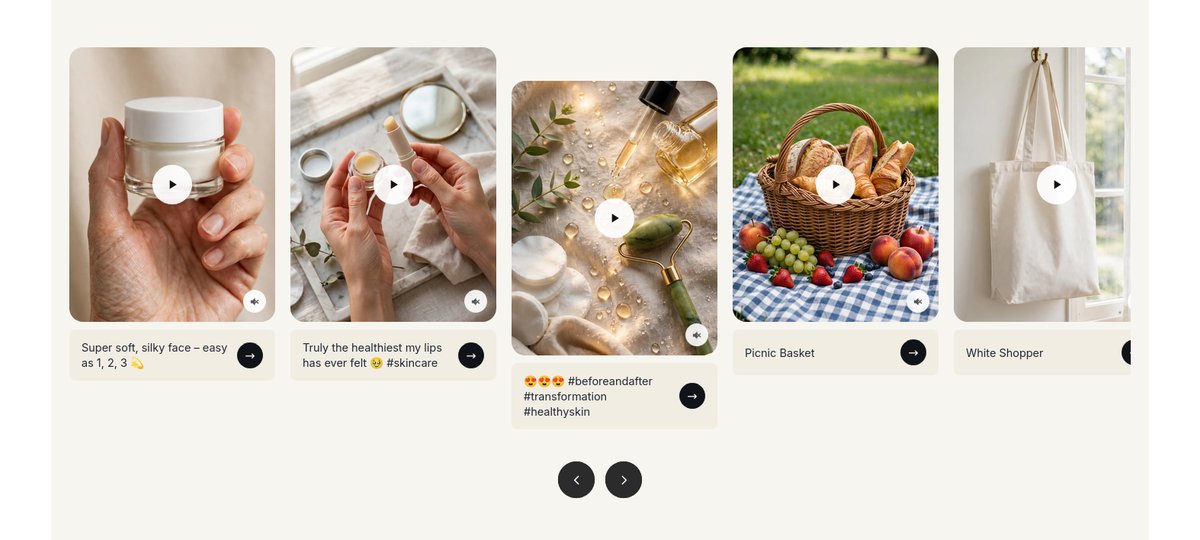 Super soft, silky face – easy
as 1, 2, 3 💫
Truly the healthiest my lips
has ever felt 🥹 #skincare
😍😍😍 #beforeandafter
#transformation
#healthyskin
Picnic Basket
White Shopper